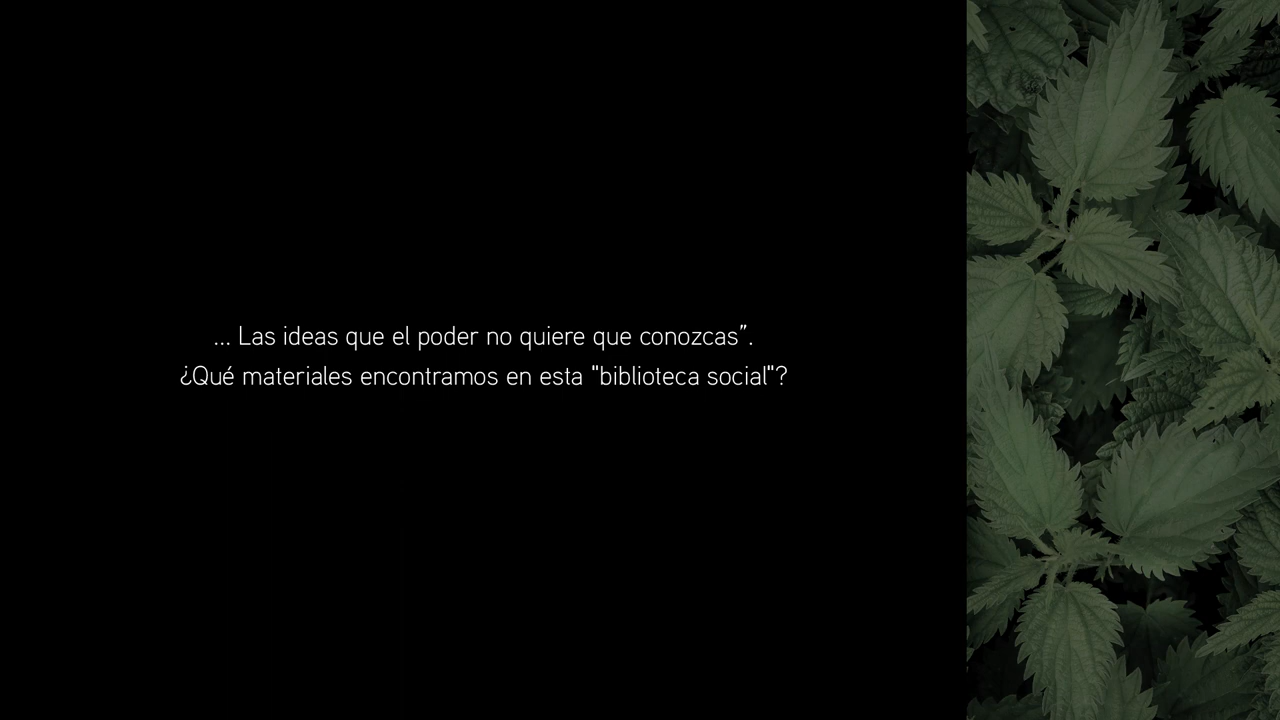 ... Las ideas que el poder no quiere que conozcas”.
¿Qué materiales encontramos en esta "biblioteca social"?